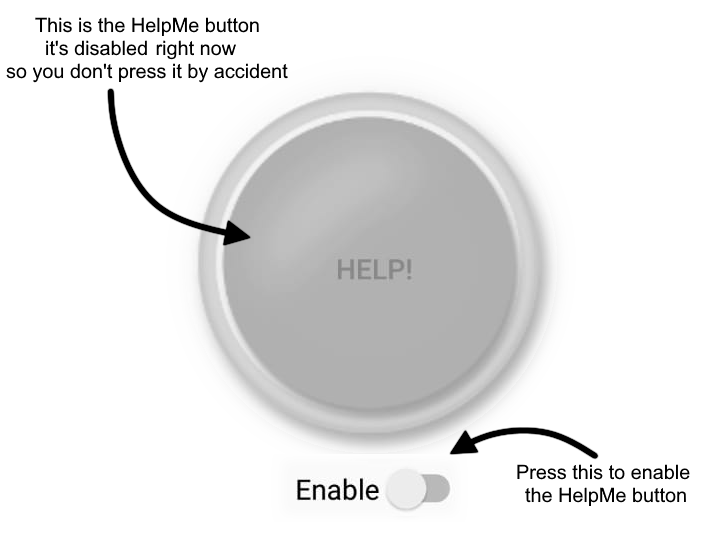 This is the HelpMe button
it's disabled right now
so you don't press it by accident
HELP!
Enable
Press this to enable
the HelpMe button